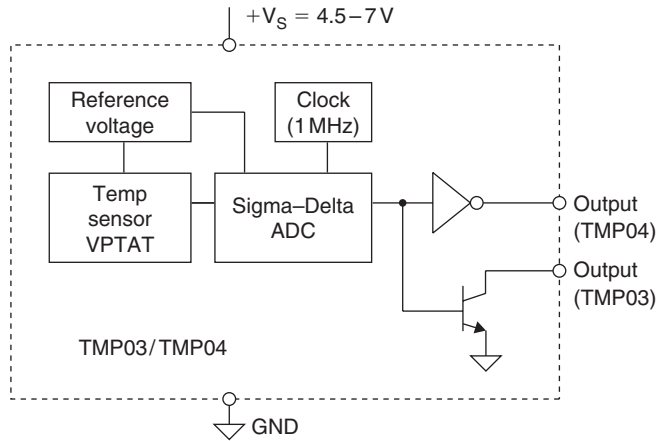 +VS = 4.5–7 V
Reference
voltage
Clock
(1 MHz)
Temp
sensor
VPTAT
Sigma–Delta
ADC
Output
(TMP04)
Output
(TMP03)
TMP03/TMP04
GND